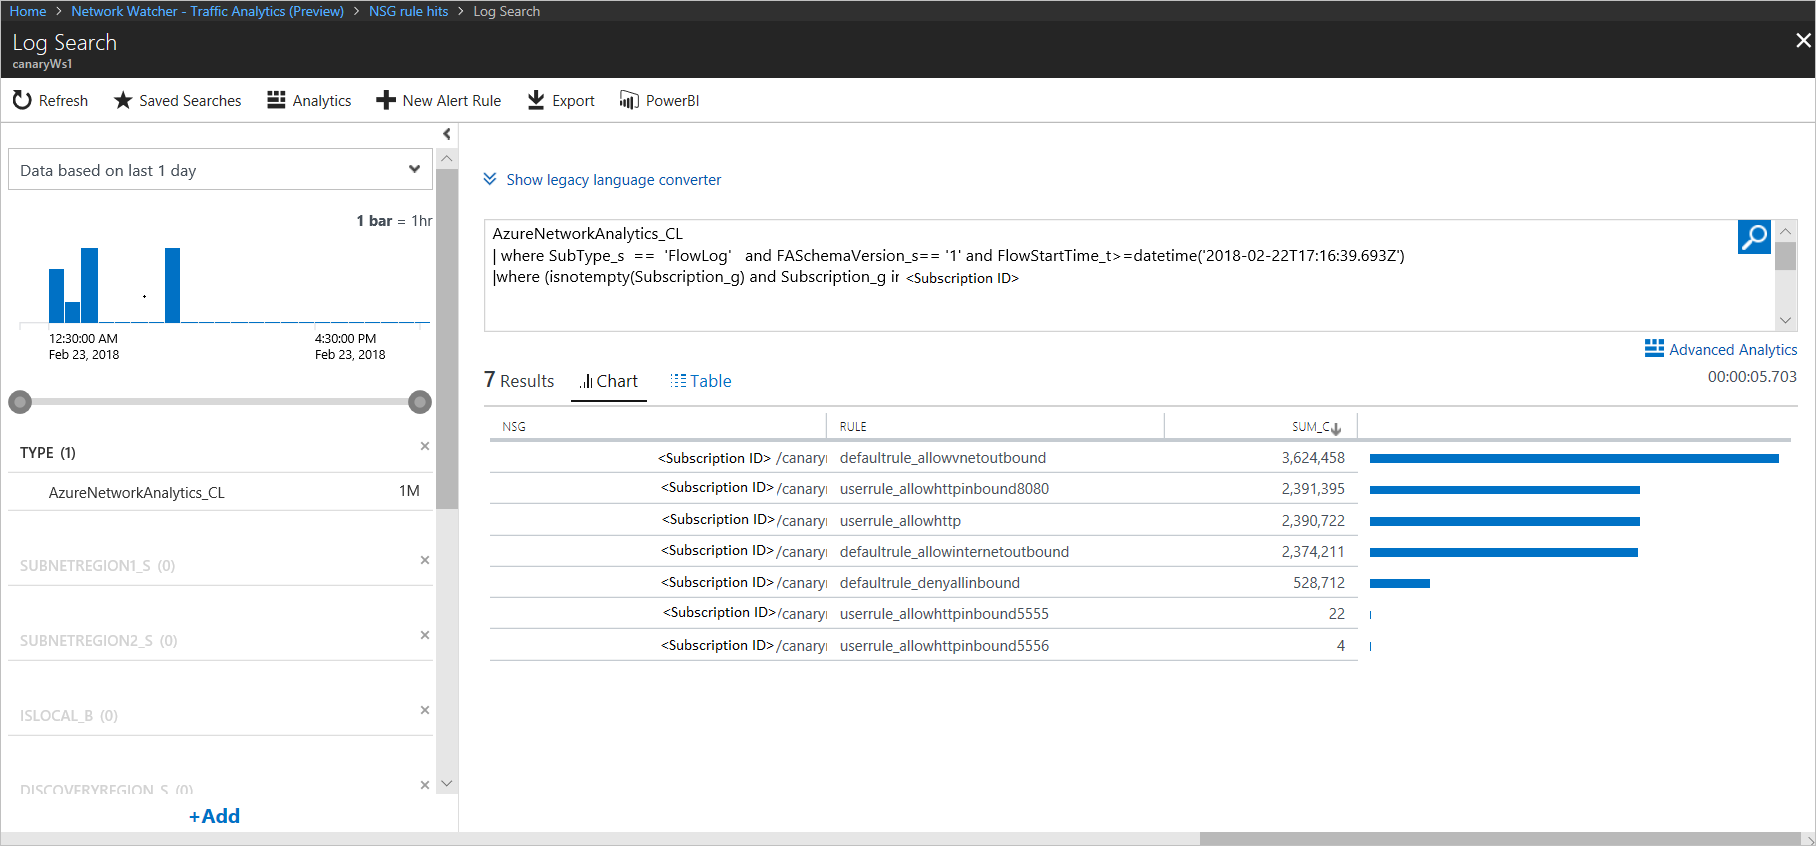 Home > Network Watcher - Traffic Analytics (Preview) > NSG rule hits > Log Search
Log Search
canaryWs1
Refresh Saved Searches Analytics New Alert Rule Export PowerBI
Data based on last 1 day
1 bar = 1hr
12:30:00 AM
Feb 23, 2018
4:30:00 PM
Feb 23, 2018
TYPE (1)
AzureNetworkAnalytics_CL 1M
SUBNETREGION1_S (0)
SUBNETREGION2_S (0)
ISLOCAL_B (0)
DISCOVERYREGION_S (0)
+Add
Show legacy language converter
AzureNetworkAnalytics_CL
| where SubType_s == 'FlowLog' and FASchemaVersion_s== '1' and FlowStartTime_t>=datetime('2018-02-22T17:16:39.693Z')
|where (isnotempty(Subscription_g) and Subscription_g in <Subscription ID>
Advanced Analytics
7 Results Chart Table
00:00:05.703
NSG RULE SUM_C
<Subscription ID> /canary defaultrule_allowvnetoutbound 3,624,458
<Subscription ID> /canary userrule_allowhttpinbound8080 2,391,395
<Subscription ID> /canary userrule_allowhttp 2,390,722
<Subscription ID> /canary defaultrule_allowinternetoutbound 2,374,211
<Subscription ID> /canary defaultrule_denyallinbound 528,712
<Subscription ID> /canary userrule_allowhttpinbound5555 22
<Subscription ID> /canary userrule_allowhttpinbound5556 4